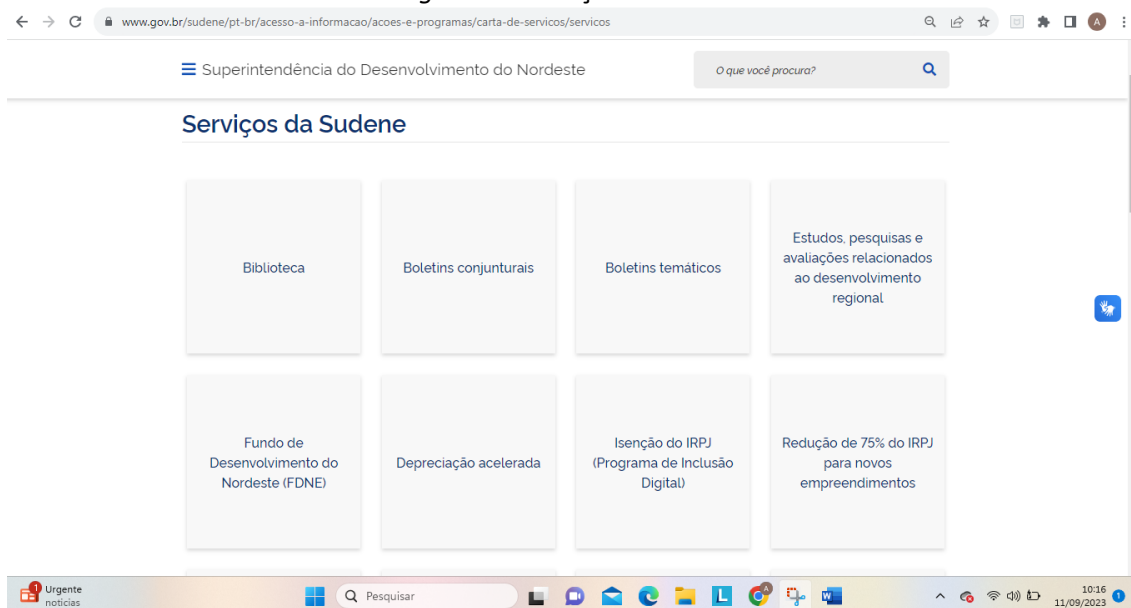 www.gov.br/sudene/pt-br/acesso-a-informacao/acoes-e-programas/carta-de-servicos/servicos
A
Superintendência do Desenvolvimento do Nordeste
O que você procura?
Serviços da Sudene
Biblioteca
Boletins conjunturais
Boletins temáticos
Estudos, pesquisas e
avaliações relacionados
ao desenvolvimento
regional
Fundo de
Desenvolvimento do
Nordeste (FDNE)
Depreciação acelerada
Isenção do IRPJ
(Programa de Inclusão
Digital)
Redução de 75% do IRPJ
para novos
empreendimentos
1
Urgente
notícias
Pesquisar
L
A
W
10:16
11/09/2023
1